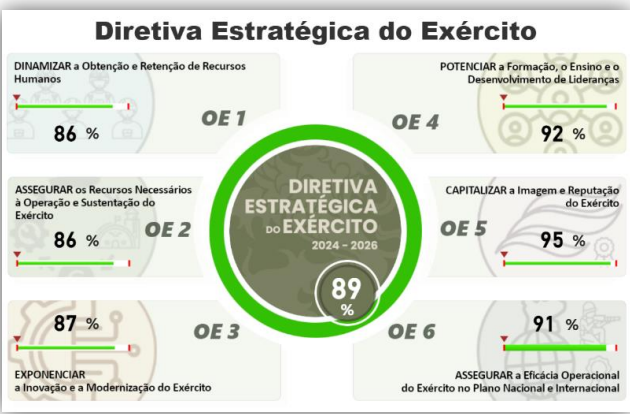 Diretiva Estratégica do Exército
DINAMIZAR a Obtenção e Retenção de Recursos
Humanos
86 %
OE 1
ASSEGURAR os Recursos Necessários
à Operação e Sustentação do
Exército
86 %
OE 2
87 %
OE 3
EXPONENCIAR
a Inovação e a Modernização do Exército
DIRETIVA
ESTRATÉGICA
DO EXÉRCITO
2024 - 2026
89
%
POTENCIAR a Formação, o Ensino e o
Desenvolvimento de Lideranças
OE 4
92 %
CAPITALIZAR a Imagem e Reputação
do Exército
OE 5
95 %
91 %
OE 6
ASSEGURAR a Eficácia Operacional
do Exército no Plano Nacional e Internacional